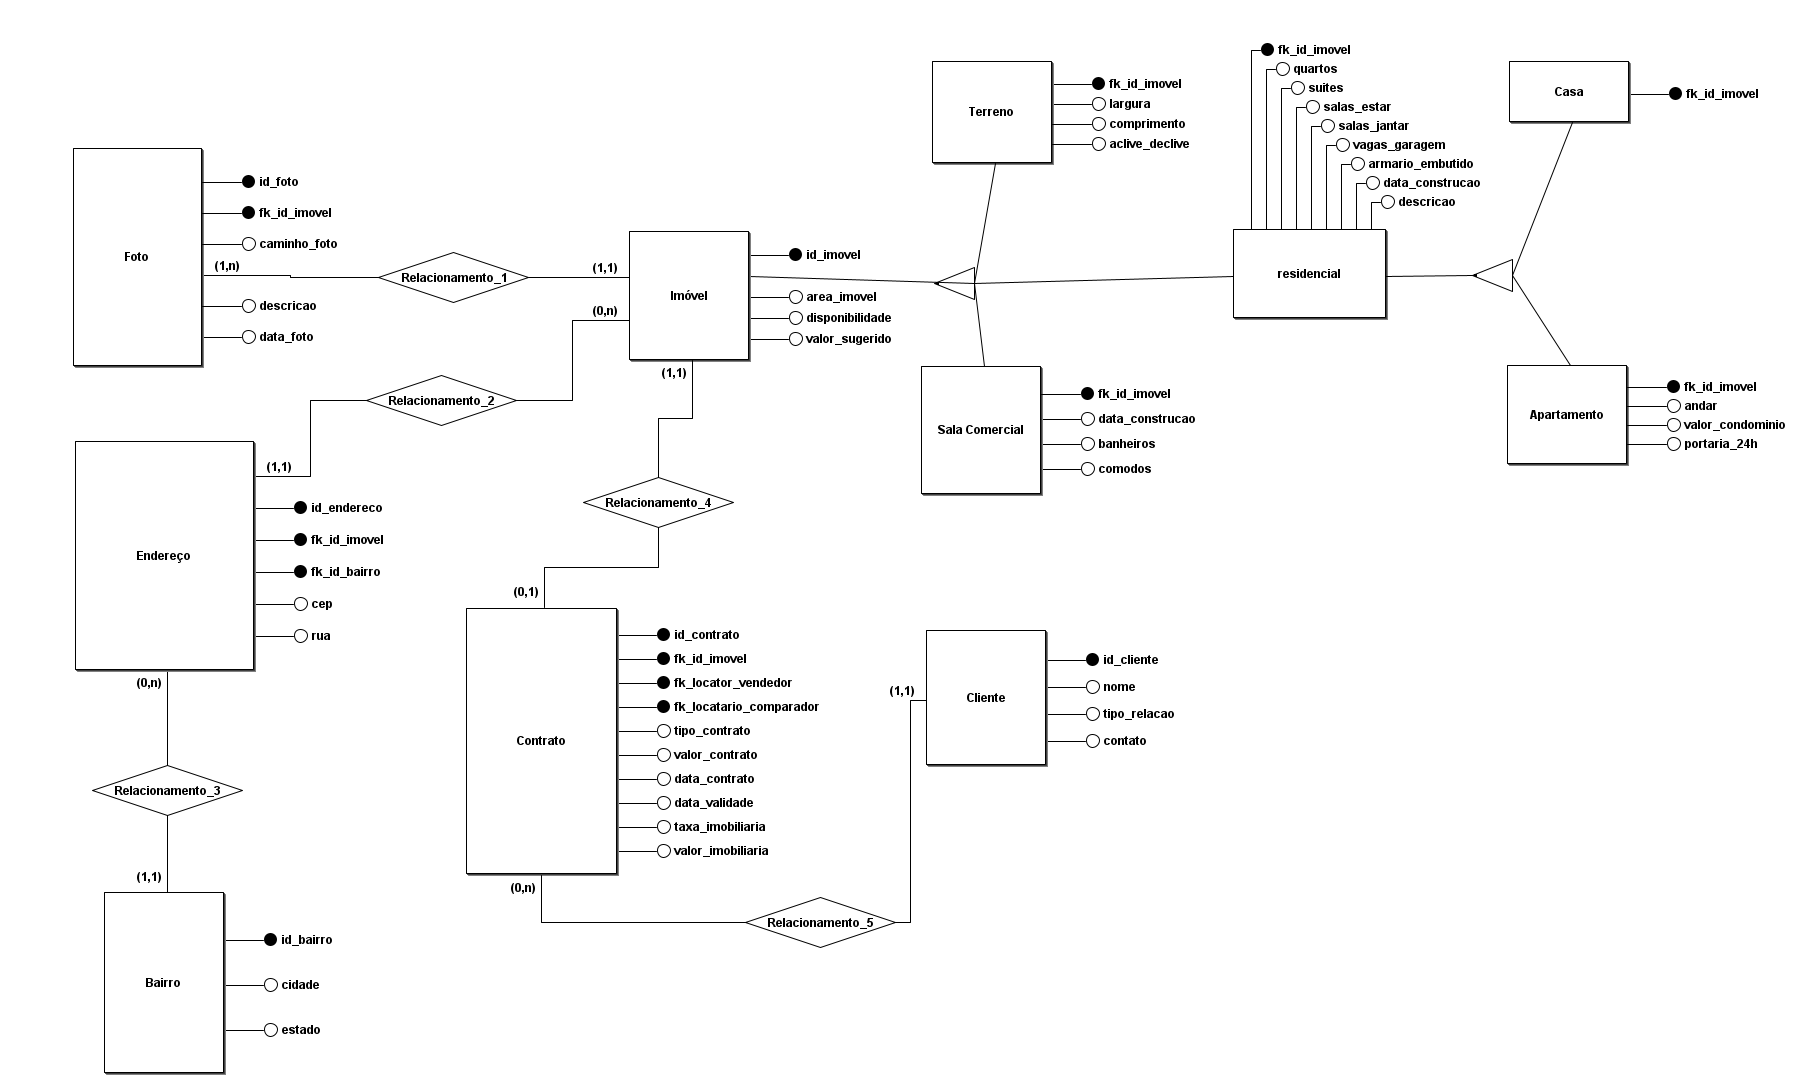 Foto
id_foto
fk_id_imovel
caminho_foto
(1,n)
descricao
data_foto
Relacionamento_1
(1,1)
(0,n)
Imóvel
id_imovel
area_imovel
disponibilidade
valor_sugerido
(1,1)
Relacionamento_2
(1,1)
Endereço
id_endereco
fk_id_imovel
fk_id_bairro
cep
rua
(0,n)
Relacionamento_3
(1,1)
Bairro
id_bairro
cidade
estado
Relacionamento_4
(0,1)
Contrato
id_contrato
fk_id_imovel
fk_locator_vendedor
fk_locatario_comparador
tipo_contrato
valor_contrato
data_contrato
data_validade
taxa_imobiliaria
valor_imobiliaria
(0,n)
Relacionamento_5
(1,1)
Cliente
id_cliente
nome
tipo_relacao
contato
Terreno
fk_id_imovel
largura
comprimento
aclive_declive
Sala Comercial
fk_id_imovel
data_construcao
banheiros
comodos
fk_id_imovel
quartos
suites
salas_estar
salas_jantar
vagas_garagem
armario_embutido
data_construcao
descricao
residencial
Casa
fk_id_imovel
Apartamento
fk_id_imovel
andar
valor_condominio
portaria_24h